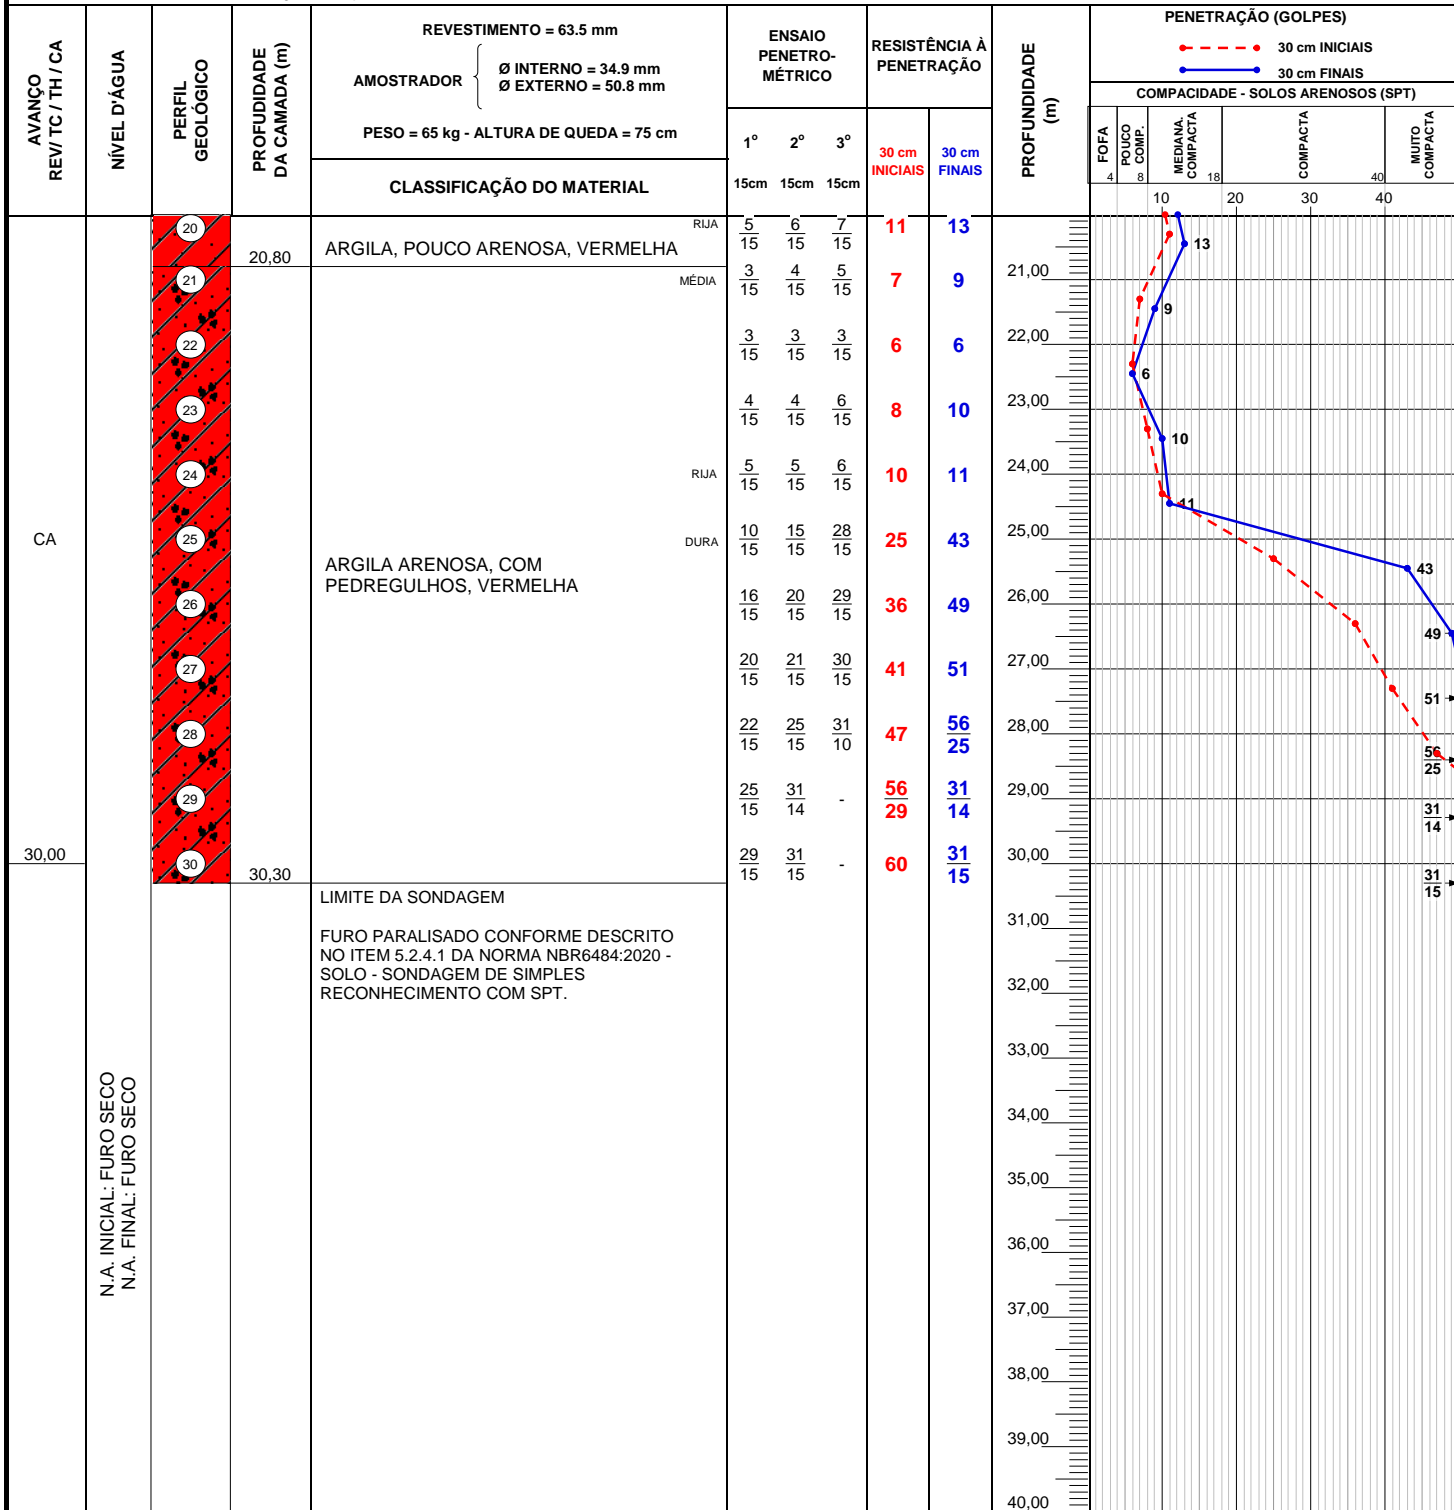 AVANÇO
REV/ TC / TH / CA
NÍVEL D'ÁGUA
PERFIL
GEOLÓGICO
PROFUDIDADE
DA CAMADA (m)
REVESTIMENTO = 63.5 mm
AMOSTRADOR
Ø INTERNO = 34.9 mm
Ø EXTERNO = 50.8 mm
PESO = 65 kg - ALTURA DE QUEDA = 75 cm
CLASSIFICAÇÃO DO MATERIAL
ENSAIO
PENETRO-
MÉTRICO
1º 2º 3º
15cm 15cm 15cm
RESISTÊNCIA À
PENETRAÇÃO
30 cm
INICIAIS
30 cm
FINAIS
PROFUNDIDADE
(m)
PENETRAÇÃO (GOLPES)
30 cm INICIAIS
30 cm FINAIS
COMPACIDADE - SOLOS ARENOSOS (SPT)
FOFA
POUCO
COMP.
MEDIANA.
COMPACTA
COMPACTA
MUITO
COMPACTA
4 8 18 40
10 20 30 40
20 RIJA 5/15 6/15 7/15 11 13
20,80 ARGILA, POUCO ARENOSA, VERMELHA
13
21 MÉDIA 3/15 4/15 5/15 7 9 21,00
9
22 3/15 3/15 3/15 6 6 22,00
6
23 4/15 4/15 6/15 8 10 23,00
10
24 RIJA 5/15 5/15 6/15 10 11 24,00
11
CA 25 DURA 10/15 15/15 28/15 25 43 25,00
ARGILA ARENOSA, COM
PEDREGULHOS, VERMELHA
43
26 16/15 20/15 29/15 36 49 26,00
49
27 20/15 21/15 30/15 41 51 27,00
51
28 22/15 25/15 31/10 47 56/25 28,00
56/25
29 25/15 31/14 - 56/29 31/14 29,00
31/14
30,00 30 29/15 31/15 - 60 31/15 30,00
30,30
31/15
LIMITE DA SONDAGEM
FURO PARALISADO CONFORME DESCRITO
NO ITEM 5.2.4.1 DA NORMA NBR6484:2020 -
SOLO - SONDAGEM DE SIMPLES
RECONHECIMENTO COM SPT.
N.A. INICIAL: FURO SECO
N.A. FINAL: FURO SECO
31,00
32,00
33,00
34,00
35,00
36,00
37,00
38,00
39,00
40,00